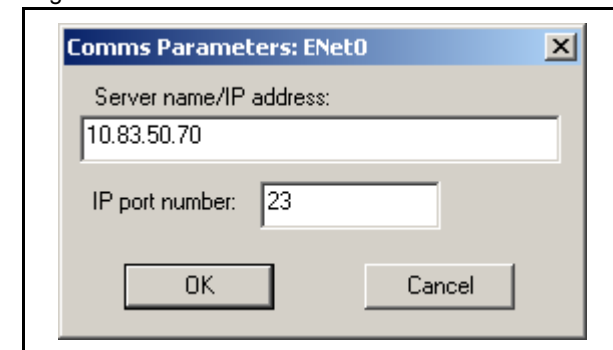 Comms Parameters: ENet0
Server name/IP address:
10.83.50.70
IP port number: 23
OK Cancel